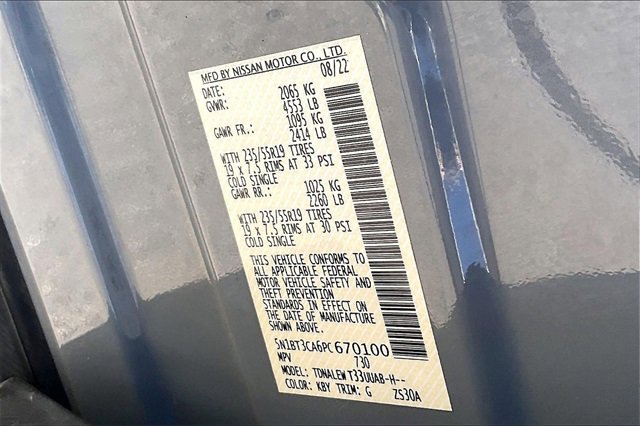 MFD BY NISSAN MOTOR CO., LTD.
DATE: 08/22
GVWR: 2065 KG
4553 LB
GAWR FR.: 1095 KG
2414 LB
WITH 235/55R19 TIRES
19 x 7.5 RIMS AT 33 PSI
COLD SINGLE
GAWR RR.: 1025 KG
2260 LB
WITH 235/55R19 TIRES
19 x 7.5 RIMS AT 30 PSI
COLD SINGLE
THIS VEHICLE CONFORMS TO
ALL APPLICABLE FEDERAL
MOTOR VEHICLE SAFETY AND
THEFT PREVENTION
STANDARDS IN EFFECT ON
THE DATE OF MANUFACTURE
SHOWN ABOVE.
5N1BT3CA6PC670100
MPV 730
MODEL: TDNALEW T33UUAB-H--
COLOR: KBY TRIM: G ZS30A